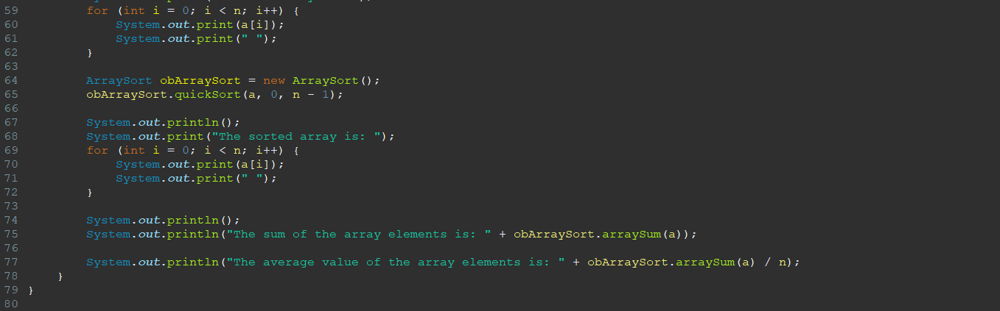 59 for (int i = 0; i < n; i++) {
60 System.out.print(a[i]);
61 System.out.print(" ");
62 }
63
64 ArraySort obArraySort = new ArraySort();
65 obArraySort.quickSort(a, 0, n - 1);
66
67 System.out.println();
68 System.out.print("The sorted array is: ");
69 for (int i = 0; i < n; i++) {
70 System.out.print(a[i]);
71 System.out.print(" ");
72 }
73
74 System.out.println();
75 System.out.println("The sum of the array elements is: " + obArraySort.arraySum(a));
76
77 System.out.println("The average value of the array elements is: " + obArraySort.arraySum(a) / n);
78 }
79 }
80